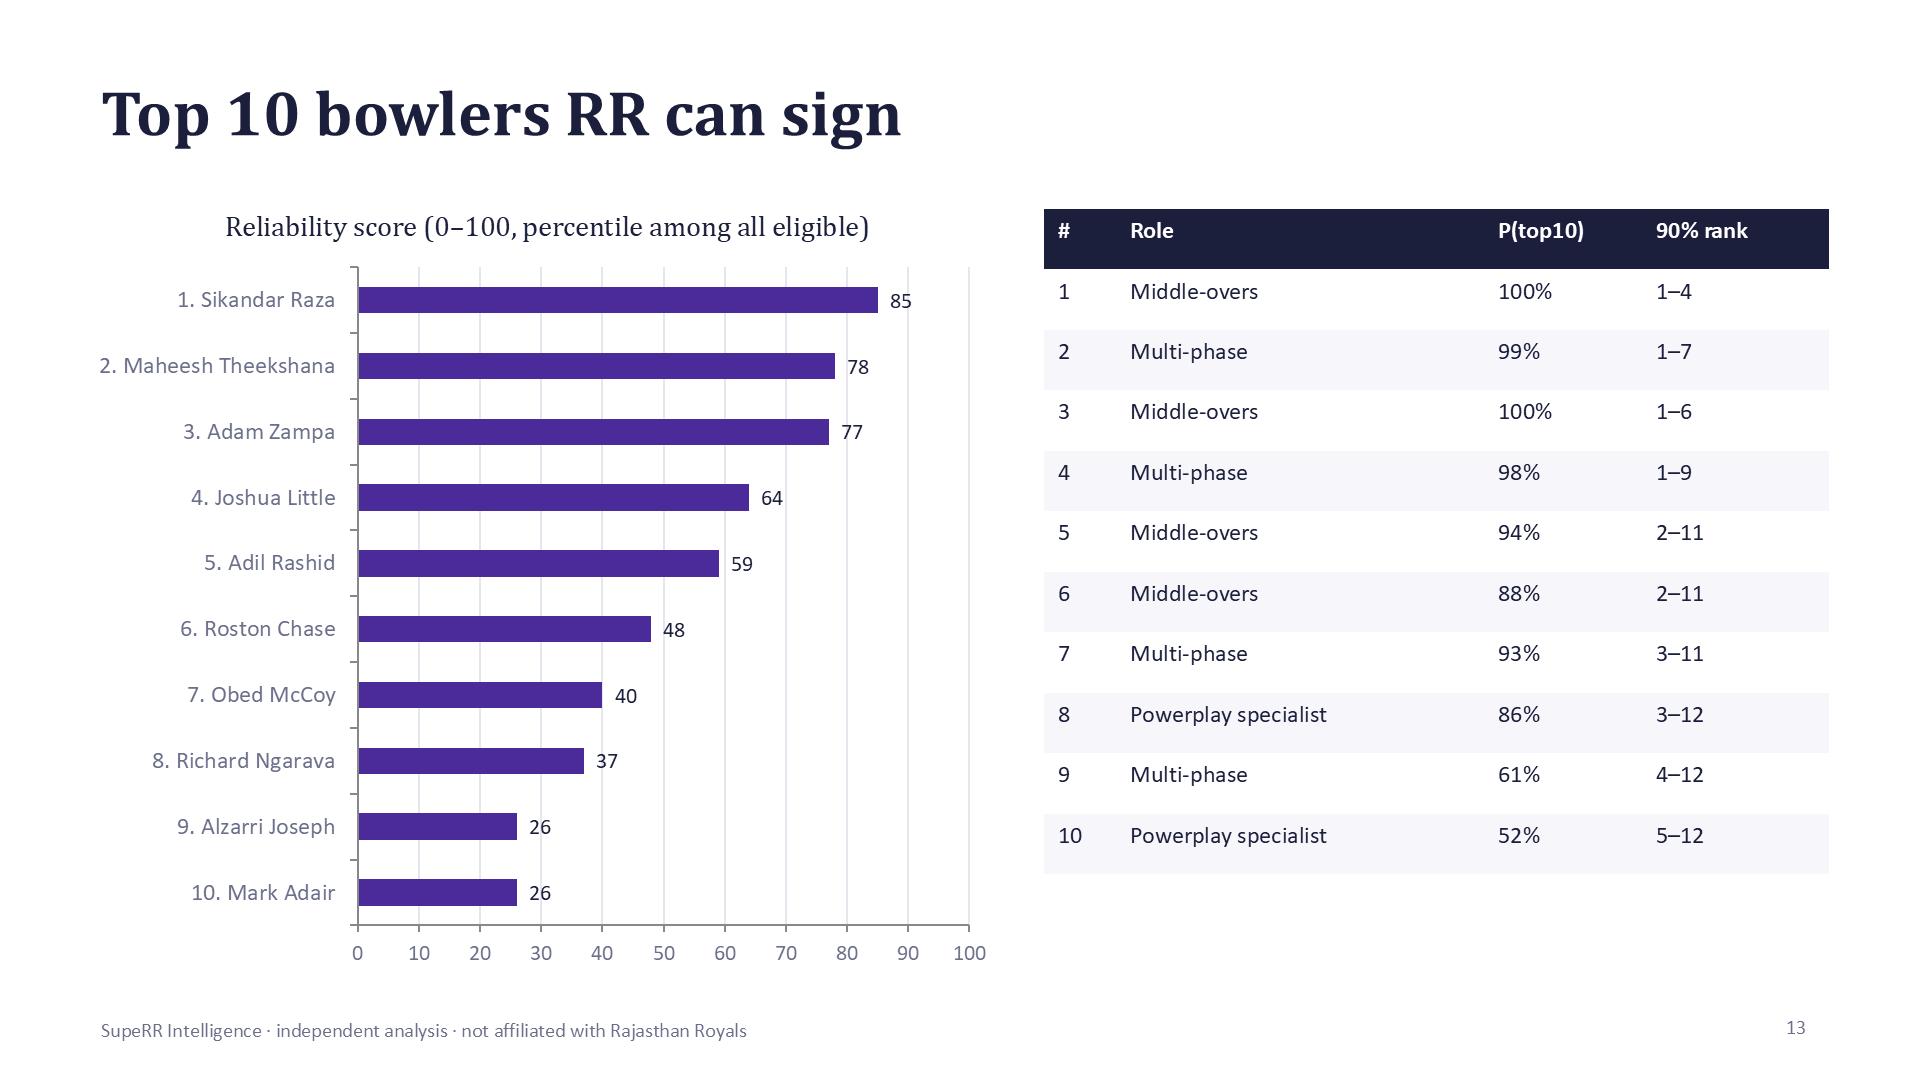 Top 10 bowlers RR can sign
Reliability score (0–100, percentile among all eligible)
1. Sikandar Raza 85
2. Maheesh Theekshana 78
3. Adam Zampa 77
4. Joshua Little 64
5. Adil Rashid 59
6. Roston Chase 48
7. Obed McCoy 40
8. Richard Ngarava 37
9. Alzarri Joseph 26
10. Mark Adair 26
0 10 20 30 40 50 60 70 80 90 100
# Role P(top10) 90% rank
1 Middle-overs 100% 1–4
2 Multi-phase 99% 1–7
3 Middle-overs 100% 1–6
4 Multi-phase 98% 1–9
5 Middle-overs 94% 2–11
6 Middle-overs 88% 2–11
7 Multi-phase 93% 3–11
8 Powerplay specialist 86% 3–12
9 Multi-phase 61% 4–12
10 Powerplay specialist 52% 5–12
SupeRR Intelligence · independent analysis · not affiliated with Rajasthan Royals
13